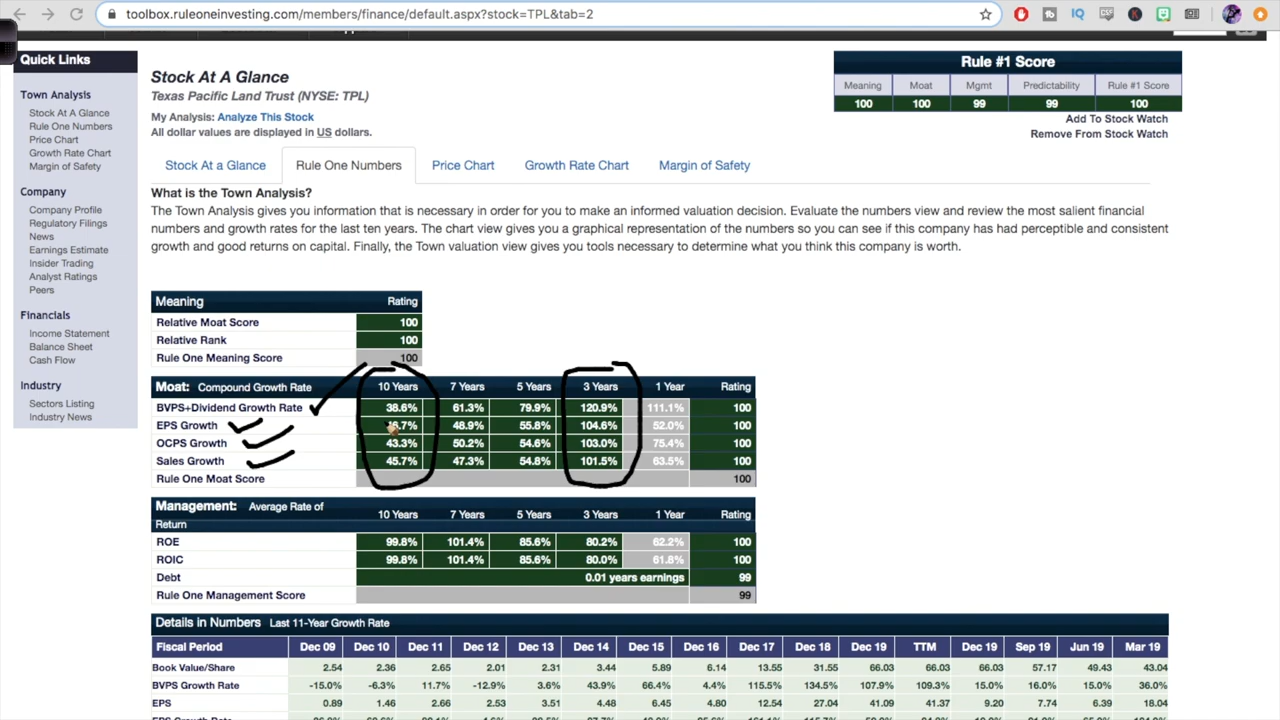 toolbox.ruleoneinvesting.com/members/finance/default.aspx?stock=TPL&tab=2
Quick Links
Town Analysis
Stock At A Glance
Rule One Numbers
Price Chart
Growth Rate Chart
Margin of Safety
Company
Company Profile
Regulatory Filings
News
Earnings Estimate
Insider Trading
Analyst Ratings
Peers
Financials
Income Statement
Balance Sheet
Cash Flow
Industry
Sectors Listing
Industry News
Stock At A Glance
Texas Pacific Land Trust (NYSE: TPL)
My Analysis: Analyze This Stock
All dollar values are displayed in US dollars.
Rule #1 Score
Meaning Moat Mgmt Predictability Rule #1 Score
100 100 99 99 100
Add To Stock Watch
Remove From Stock Watch
Stock At a Glance Rule One Numbers Price Chart Growth Rate Chart Margin of Safety
What is the Town Analysis?
The Town Analysis gives you information that is necessary in order for you to make an informed valuation decision. Evaluate the numbers view and review the most salient financial
numbers and growth rates for the last ten years. The chart view gives you a graphical representation of the numbers so you can see if this company has had perceptible and consistent
growth and good returns on capital. Finally, the Town valuation view gives you tools necessary to determine what you think this company is worth.
Meaning Rating
Relative Moat Score 100
Relative Rank 100
Rule One Meaning Score 100
Moat: Compound Growth Rate 10 Years 7 Years 5 Years 3 Years 1 Year Rating
BVPS+Dividend Growth Rate 38.6% 61.3% 79.9% 120.9% 111.1% 100
EPS Growth 48.9% 55.8% 104.6% 52.0% 100
OCPS Growth 43.3% 50.2% 54.6% 103.0% 75.4% 100
Sales Growth 45.7% 47.3% 54.8% 101.5% 63.5% 100
Rule One Moat Score 100
Management: Average Rate of
Return 10 Years 7 Years 5 Years 3 Years 1 Year Rating
ROE 99.8% 101.4% 85.6% 80.2% 62.2% 100
ROIC 99.8% 101.4% 85.6% 80.0% 61.8% 100
Debt 0.01 years earnings 99
Rule One Management Score 99
Details in Numbers Last 11-Year Growth Rate
Fiscal Period Dec 09 Dec 10 Dec 11 Dec 12 Dec 13 Dec 14 Dec 15 Dec 16 Dec 17 Dec 18 Dec 19 TTM Dec 19 Sep 19 Jun 19 Mar 19
Book Value/Share 2.54 2.36 2.65 2.01 2.31 3.44 5.89 6.14 13.55 31.55 66.03 66.03 66.03 57.17 49.43 43.04
BVPS Growth Rate -15.0% -6.3% 11.7% -12.9% 3.6% 43.9% 66.4% 4.4% 115.5% 134.5% 107.9% 109.3% 15.0% 16.0% 15.0% 36.0%
EPS 0.89 1.46 2.66 2.53 3.51 4.48 6.45 4.80 12.54 27.04 41.09 41.37 9.20 7.74 6.39 18.04